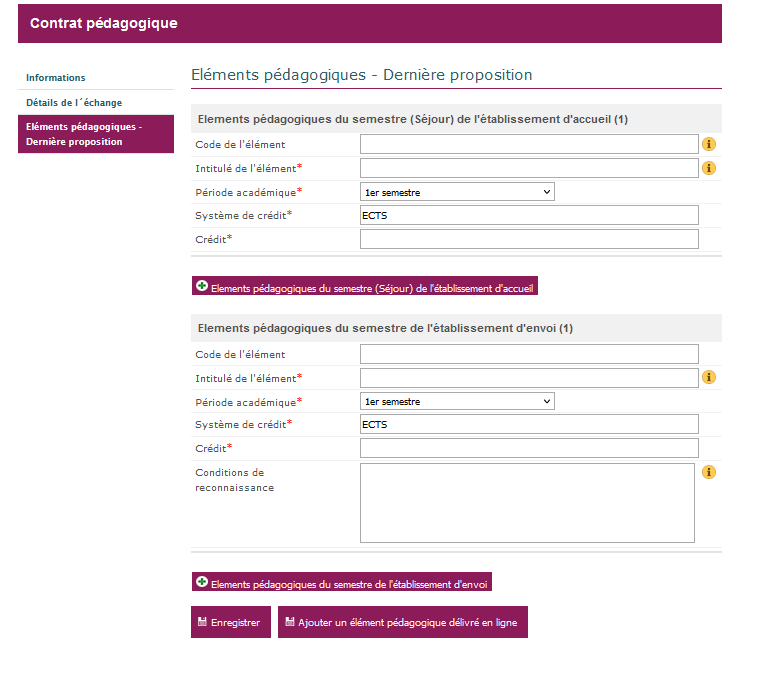 Contrat pédagogique
Informations
Détails de l´échange
Eléments pédagogiques -
Dernière proposition
Eléments pédagogiques - Dernière proposition
Elements pédagogiques du semestre (Séjour) de l'établissement d'accueil (1)
Code de l'élément
Intitulé de l'élément*
Période académique* 1er semestre
Système de crédit* ECTS
Crédit*
Elements pédagogiques du semestre (Séjour) de l'établissement d'accueil
Elements pédagogiques du semestre de l'établissement d'envoi (1)
Code de l'élément
Intitulé de l'élément*
Période académique* 1er semestre
Système de crédit* ECTS
Crédit*
Conditions de
reconnaissance
Elements pédagogiques du semestre de l'établissement d'envoi
Enregistrer Ajouter un élément pédagogique délivré en ligne